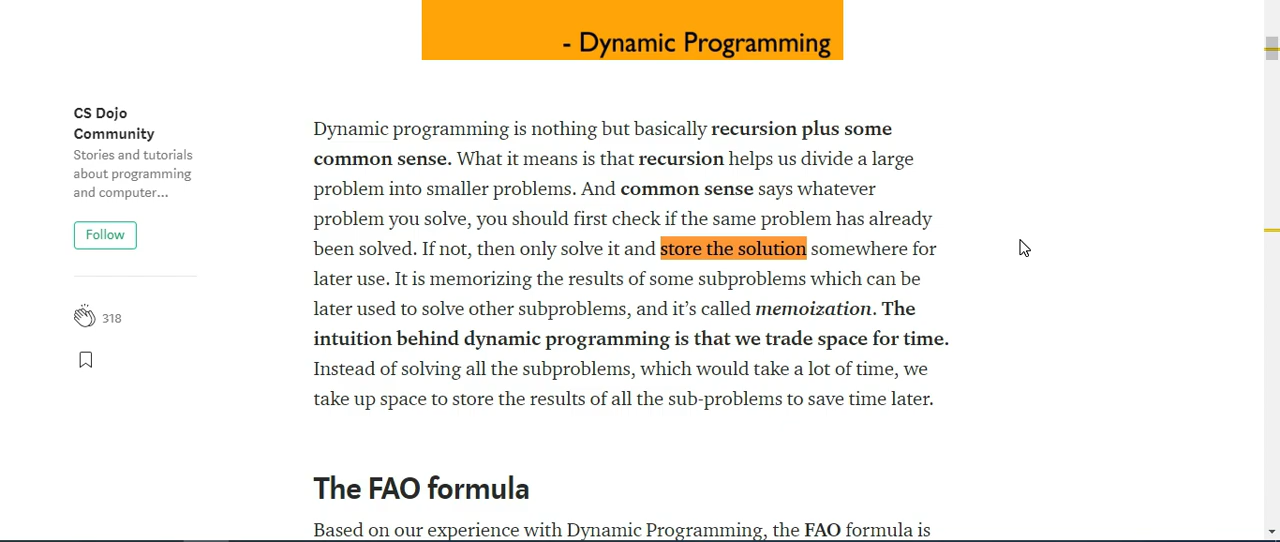 - Dynamic Programming
CS Dojo
Community
Stories and tutorials
about programming
and computer...
Follow
318
Dynamic programming is nothing but basically recursion plus some
common sense. What it means is that recursion helps us divide a large
problem into smaller problems. And common sense says whatever
problem you solve, you should first check if the same problem has already
been solved. If not, then only solve it and store the solution somewhere for
later use. It is memorizing the results of some subproblems which can be
later used to solve other subproblems, and it’s called memoization. The
intuition behind dynamic programming is that we trade space for time.
Instead of solving all the subproblems, which would take a lot of time, we
take up space to store the results of all the sub-problems to save time later.
The FAO formula
Based on our experience with Dynamic Programming, the FAO formula is